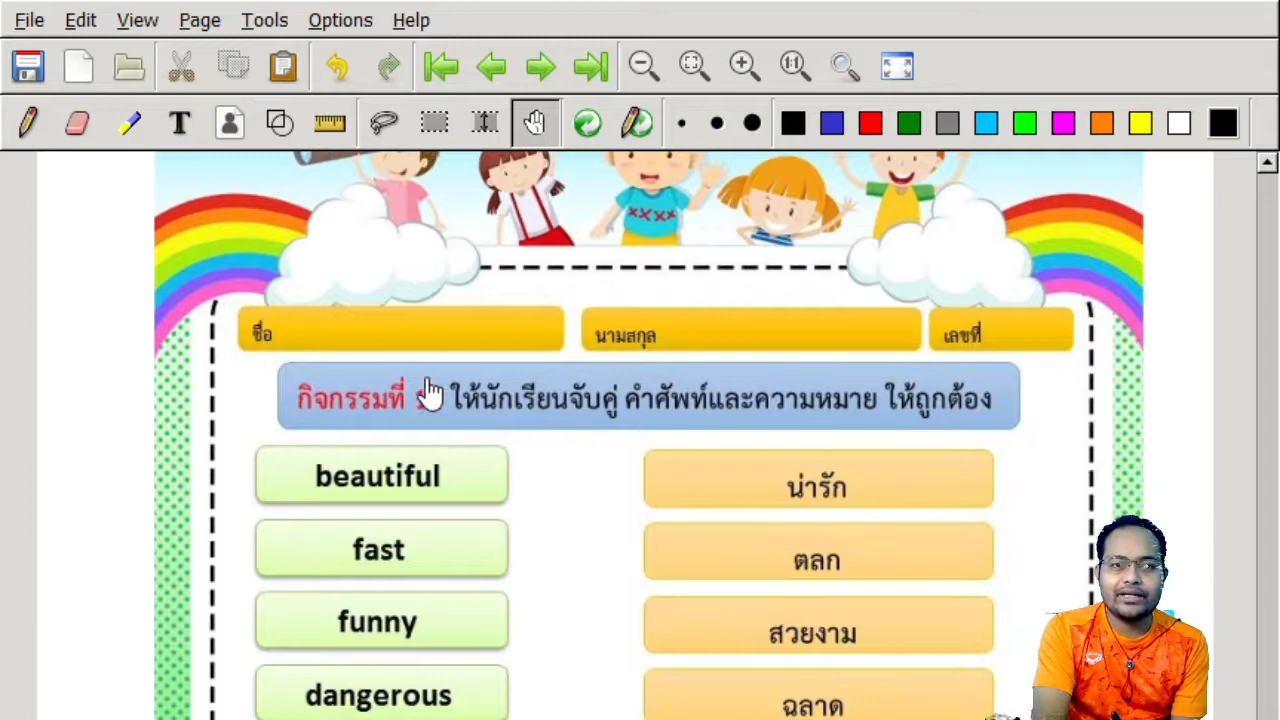 File Edit View Page Tools Options Help
T
1:1
ชื่อ นามสกุล เลขที่
กิจกรรมที่ ให้นักเรียนจับคู่ คำศัพท์และความหมาย ให้ถูกต้อง
beautiful น่ารัก
fast ตลก
funny สวยงาม
dangerous ฉลาด